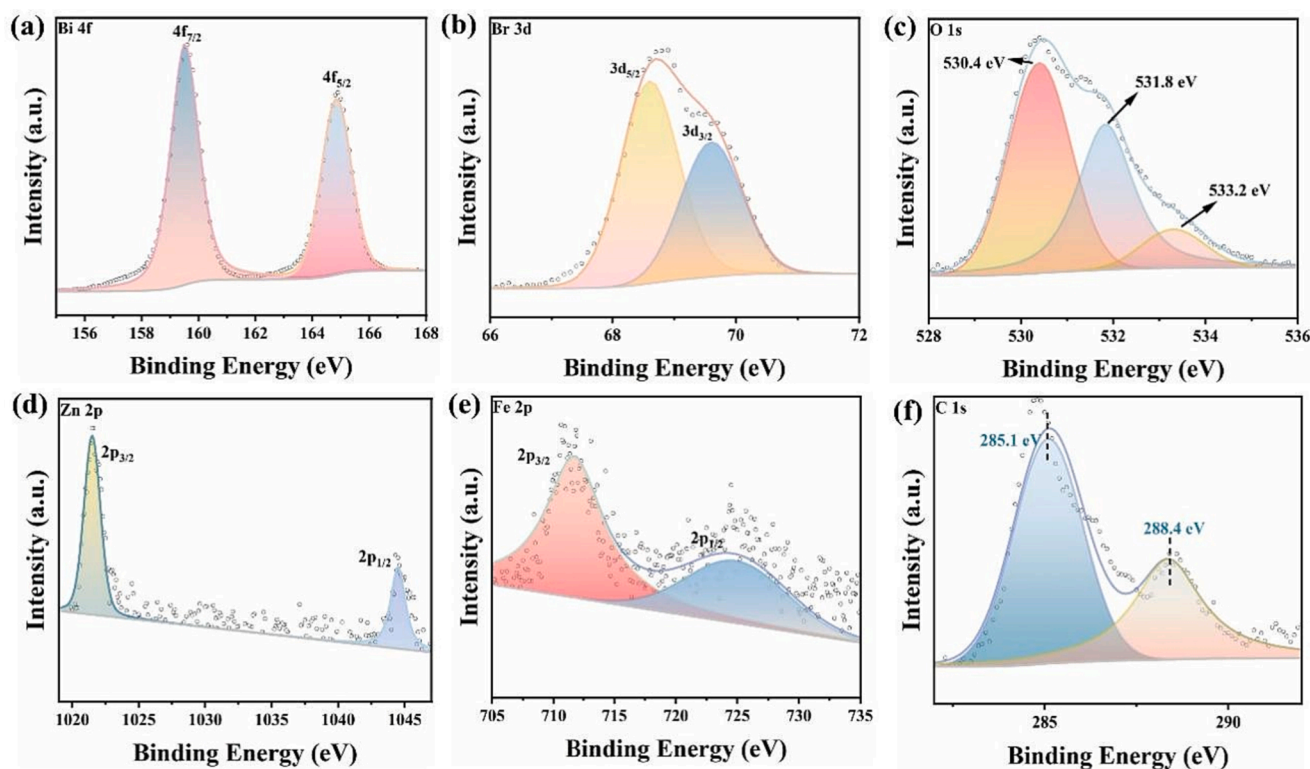 (a)
Bi 4f
4f7/2
4f5/2
Intensity (a.u.)
156 158 160 162 164 166 168
Binding Energy (eV)
(b)
Br 3d
3d5/2
3d3/2
Intensity (a.u.)
66 68 70 72
Binding Energy (eV)
(c)
O 1s
530.4 eV
531.8 eV
533.2 eV
Intensity (a.u.)
528 530 532 534 536
Binding Energy (eV)
(d)
Zn 2p
2p3/2
2p1/2
Intensity (a.u.)
1020 1025 1030 1035 1040 1045
Binding Energy (eV)
(e)
Fe 2p
2p3/2
2p1/2
Intensity (a.u.)
705 710 715 720 725 730 735
Binding Energy (eV)
(f)
C 1s
285.1 eV
288.4 eV
Intensity (a.u.)
285 290
Binding Energy (eV)